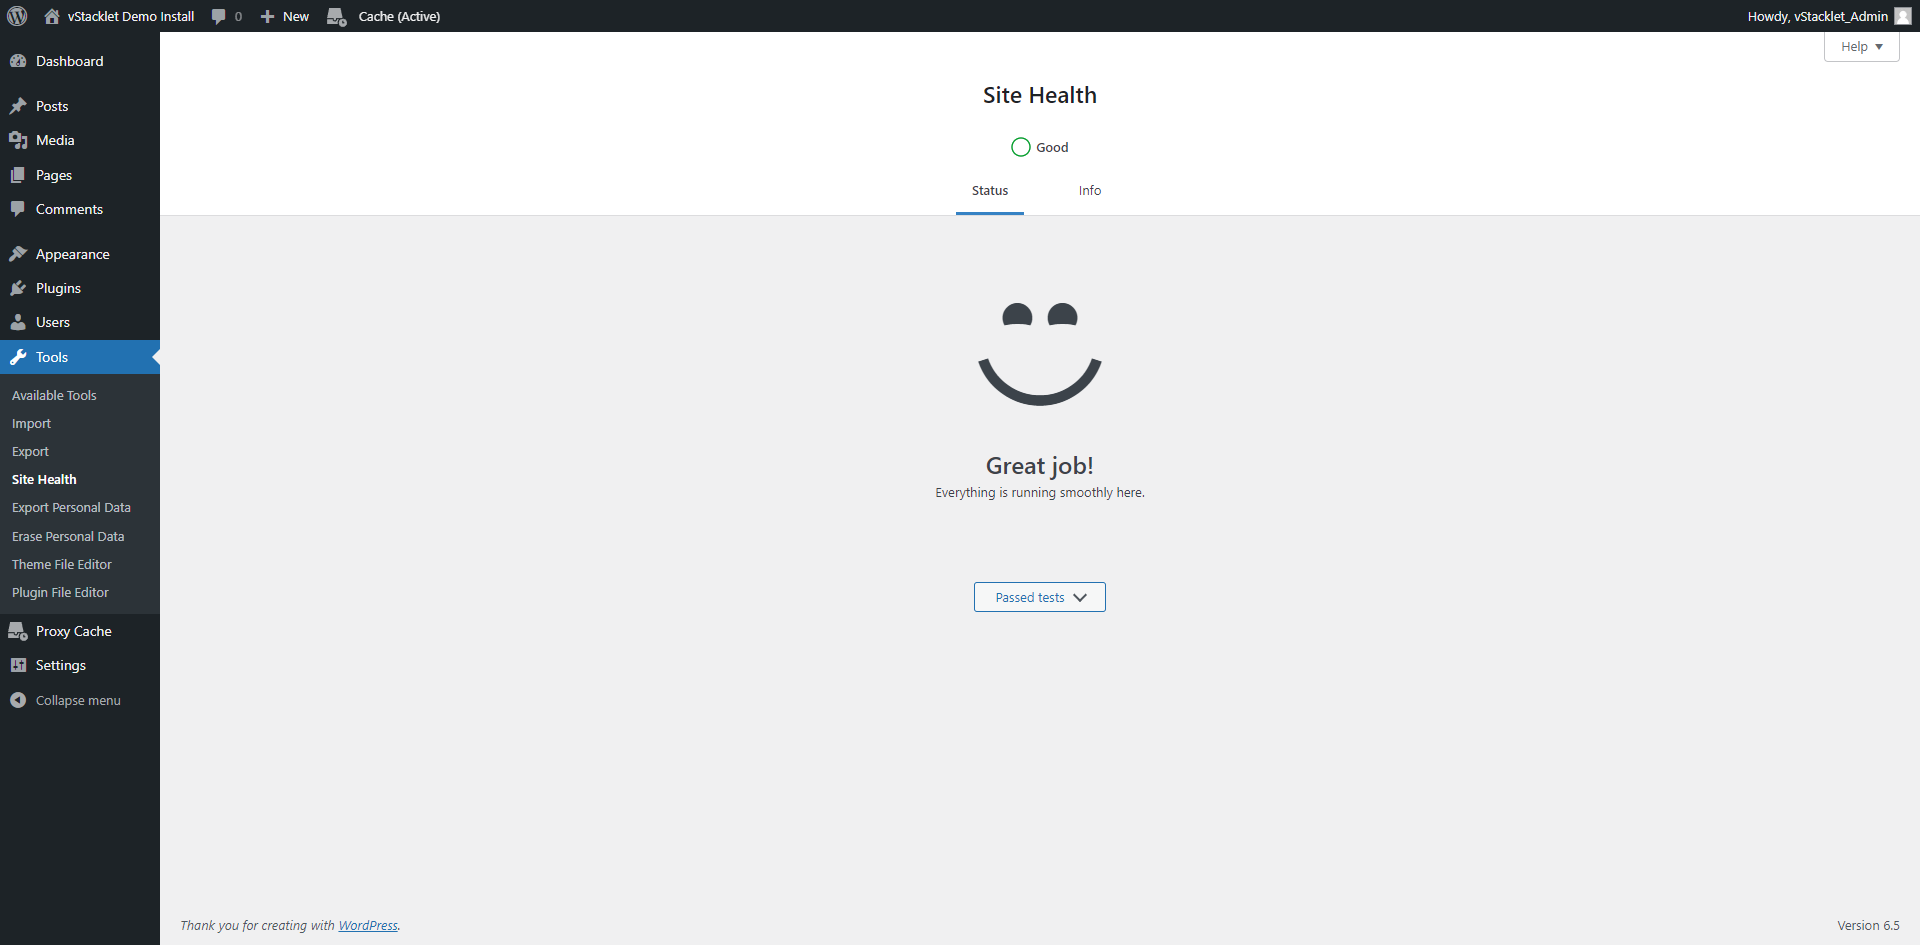 vStacklet Demo Install 0 New Cache (Active) Howdy, vStacklet_Admin
Help
Dashboard
Posts
Media
Pages
Comments
Appearance
Plugins
Users
Tools
Available Tools
Import
Export
Site Health
Export Personal Data
Erase Personal Data
Theme File Editor
Plugin File Editor
Proxy Cache
Settings
Collapse menu
Site Health
Good
Status Info
Great job!
Everything is running smoothly here.
Passed tests
Thank you for creating with WordPress.
Version 6.5